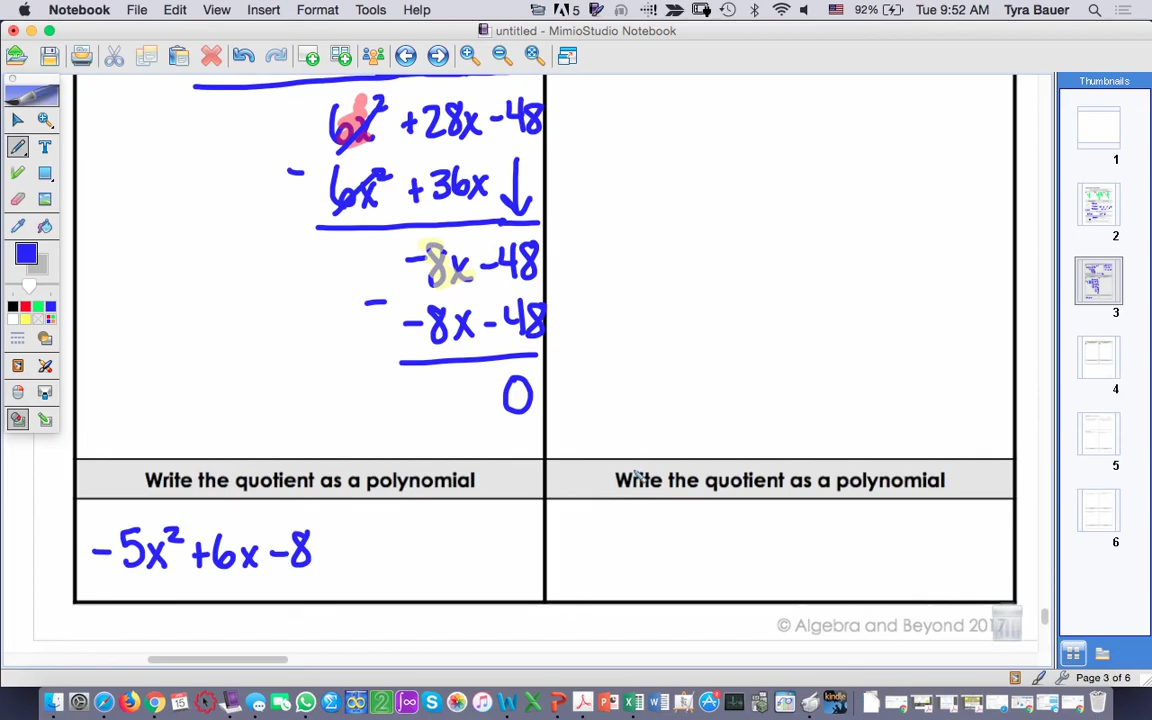 Notebook File Edit View Insert Format Tools Help 5 92% Tue 9:52 AM Tyra Bauer
untitled - MimioStudio Notebook
Thumbnails
6x² +28x -48
- 6x² +36x
-8x -48
- -8x -48
0
Write the quotient as a polynomial
Write the quotient as a polynomial
-5x² +6x -8
© Algebra and Beyond 2017
1
2
3
4
5
6
Page 3 of 6